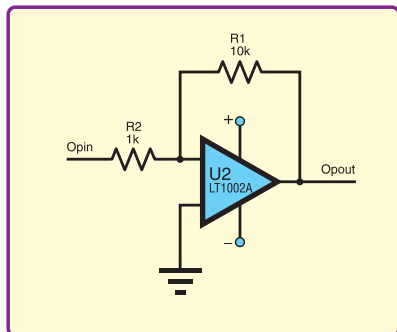 R1
10k
R2
1k
Opin
+
U2
LT1002A
Opout
–